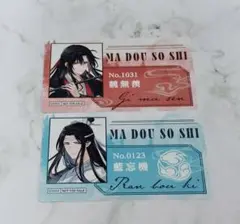 MA DOU SO SHI
No.1031
魏無羨
Gi mu sen
MA DOU SO SHI
No.0123
藍忘機
Ran bou ki